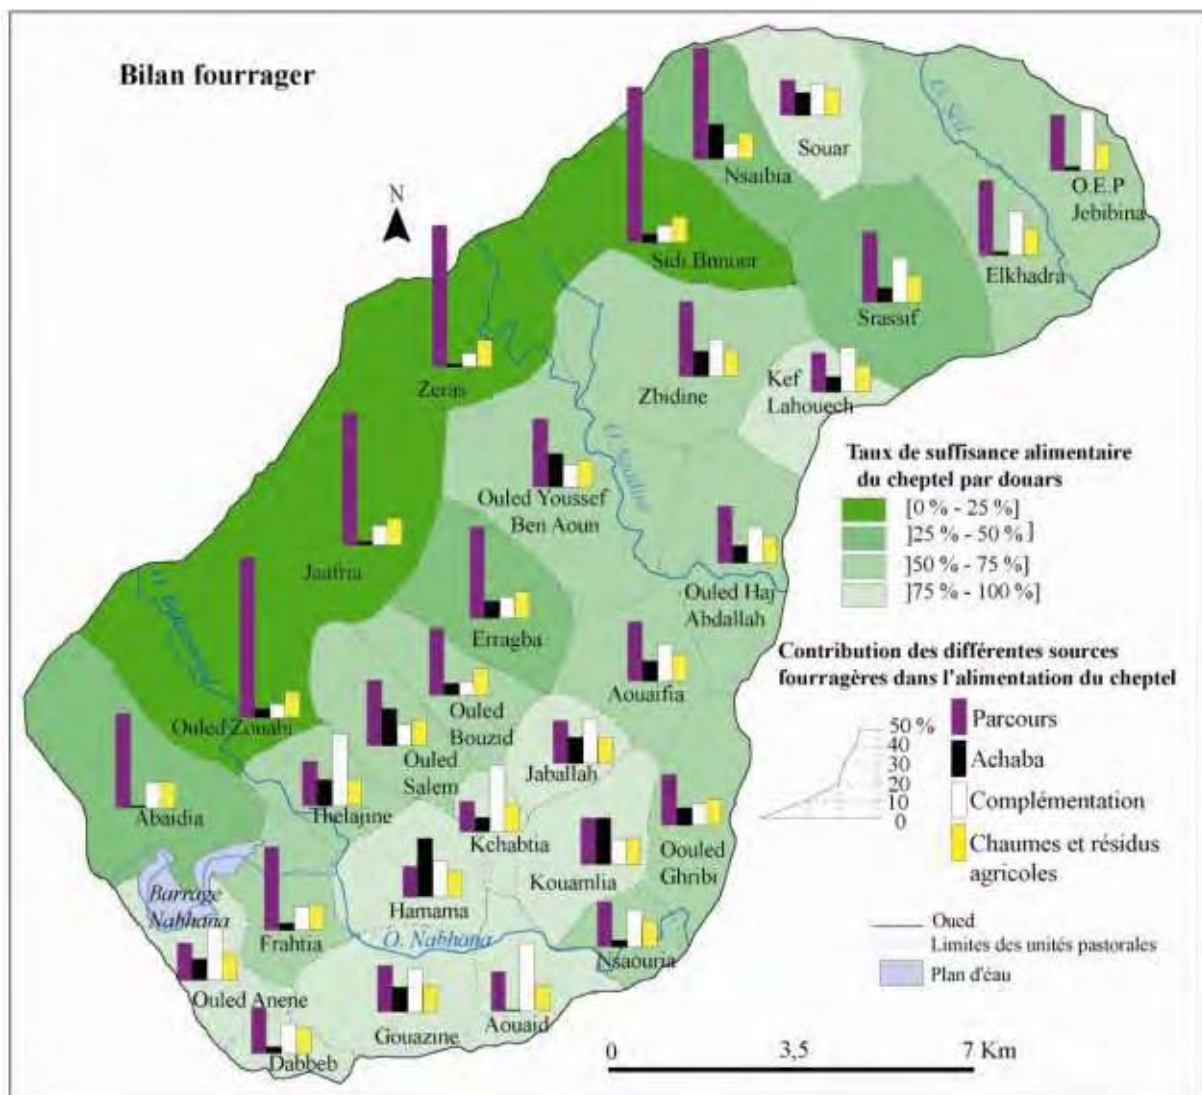 Bilan fourrager
N
Souar
Nsaibia
O. Saf
O.E.P
Jebibina
Sidi Bnnour
Elkhadra
Srassif
Zeras
Zbidine
Kef
Lahouech
Ouled Youssef
Ben Aoun
Jaafria
Ouled Haj
Abdallah
Erragba
Aouaifia
Ouled Zouabi
Ouled
Bouzid
Ouled
Salem
Jaballah
Abaidia
Thelajine
Kchabtia
Oouled
Ghribi
Kouamlia
Hamama
Barrage
Nabhana
Frahtia
O. Nabhana
Nsaouria
Ouled Anene
Gouazine
Aouaid
Dabbeb
Taux de suffisance alimentaire
du cheptel par douars
[0 % - 25 %]
]25 % - 50 % ]
]50 % - 75 %]
]75 % - 100 %]
Contribution des différentes sources
fourragères dans l'alimentation du cheptel
50 %
40
30
20
10
0
Parcours
Achaba
Complémentation
Chaumes et résidus
agricoles
Oued
Limites des unités pastorales
Plan d'éau
0 3,5 7 Km